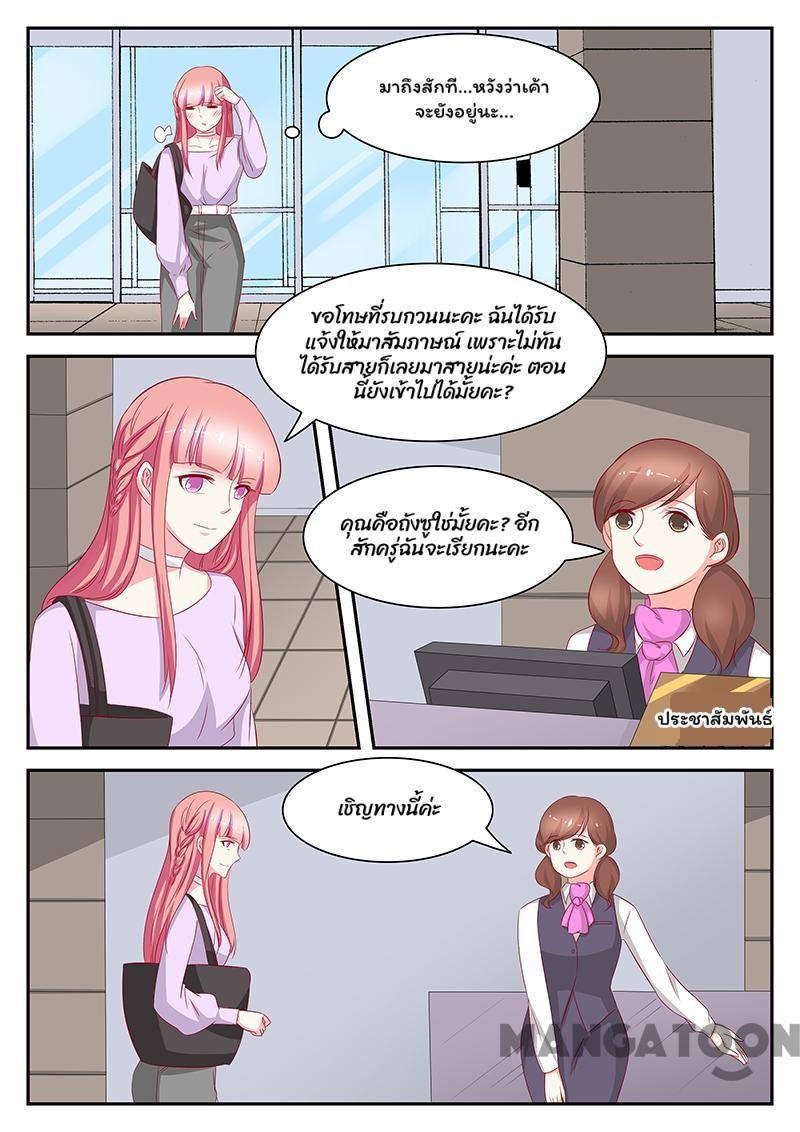 มาถึงสักที...หวังว่าเค้า
จะยังอยู่นะ...
ขอโทษที่รบกวนนะคะ ฉันได้รับ
แจ้งให้มาสัมภาษณ์ เพราะไม่ทัน
ได้รับสายก็เลยมาสายน่ะค่ะ ตอน
นี้ยังเข้าไปได้มั้ยคะ?
คุณคือถังซูใช่มั้ยคะ? อีก
สักครู่ฉันจะเรียกนะคะ
ประชาสัมพันธ์
เชิญทางนี้ค่ะ
MANGATOON